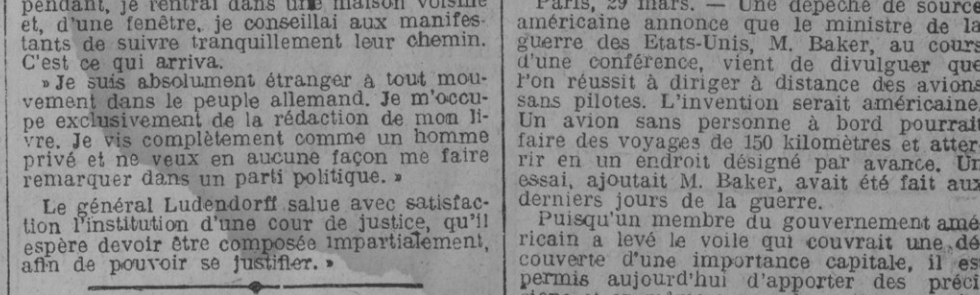 pendant, je rentrai dans une maison voisine
et, d'une fenêtre, je conseillai aux manifes-
tants de suivre tranquillement leur chemin.
C'est ce qui arriva.
» Je suis absolument étranger à tout mou-
vement dans le peuple allemand. Je m'occu-
pe exclusivement de la rédaction de mon li-
vre. Je vis complètement comme un homme
privé et ne veux en aucune façon me faire
remarquer dans un parti politique. »
Le général Ludendorff salue avec satisfac-
tion l'institution d'une cour de justice, qu'il
espère devoir être composée impartialement,
afin de pouvoir se justifier. »
Paris, 29 mars. — Une dépêche de source
américaine annonce que le ministre de la
guerre des Etats-Unis, M. Baker, au cours
d'une conférence, vient de divulguer que
l'on réussit à diriger à distance des avions
sans pilotes. L'invention serait américaine.
Un avion sans personne à bord pourrait
faire des voyages de 150 kilomètres et atter-
rir en un endroit désigné par avance. Un
essai, ajoutait M. Baker, avait été fait aux
derniers jours de la guerre.
Puisqu'un membre du gouvernement amé-
ricain a levé le voile qui couvrait une dé-
couverte d'une importance capitale, il est
permis aujourd'hui d'apporter des préci-